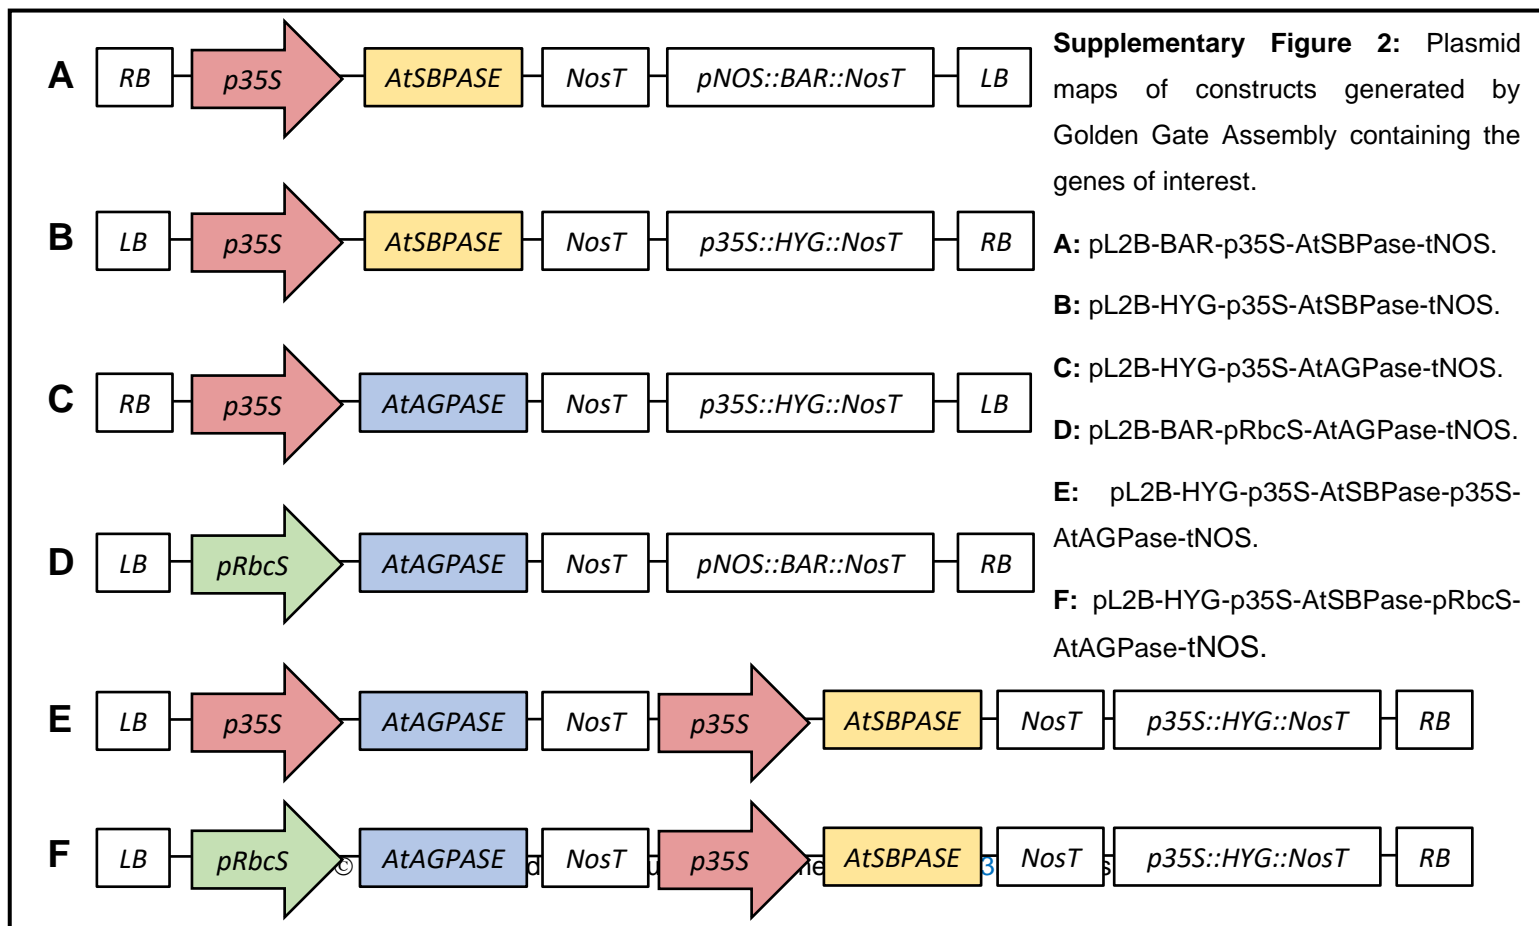 A RB p35S AtSBPASE NosT pNOS::BAR::NosT LB
B LB p35S AtSBPASE NosT p35S::HYG::NosT RB
C RB p35S AtAGPASE NosT p35S::HYG::NosT LB
D LB pRbcS AtAGPASE NosT pNOS::BAR::NosT RB
E LB p35S AtAGPASE NosT p35S AtSBPASE NosT p35S::HYG::NosT RB
F LB pRbcS AtAGPASE NosT p35S AtSBPASE NosT p35S::HYG::NosT RB
Supplementary Figure 2: Plasmid
maps of constructs generated by
Golden Gate Assembly containing the
genes of interest.
A: pL2B-BAR-p35S-AtSBPase-tNOS.
B: pL2B-HYG-p35S-AtSBPase-tNOS.
C: pL2B-HYG-p35S-AtAGPase-tNOS.
D: pL2B-BAR-pRbcS-AtAGPase-tNOS.
E: pL2B-HYG-p35S-AtSBPase-p35S-
AtAGPase-tNOS.
F: pL2B-HYG-p35S-AtSBPase-pRbcS-
AtAGPase-tNOS.